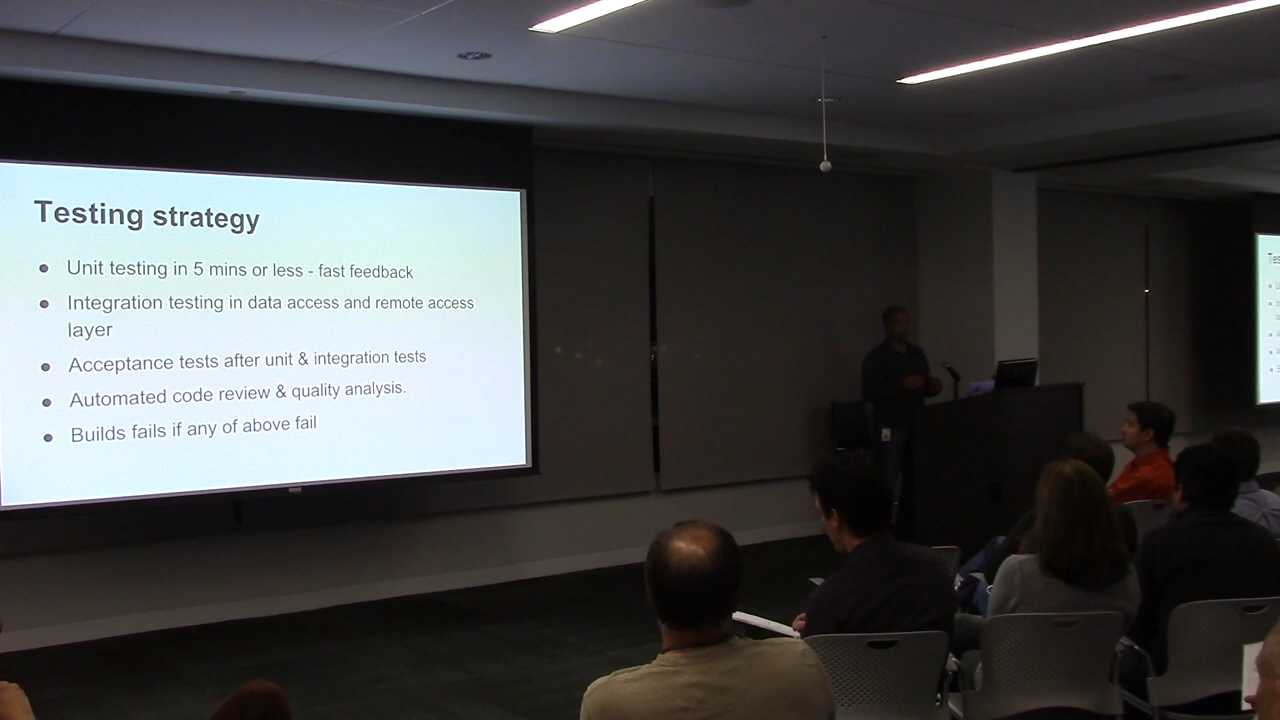 Testing strategy
Unit testing in 5 mins or less - fast feedback
Integration testing in data access and remote access
layer
Acceptance tests after unit & integration tests
Automated code review & quality analysis.
Builds fails if any of above fail
Tes